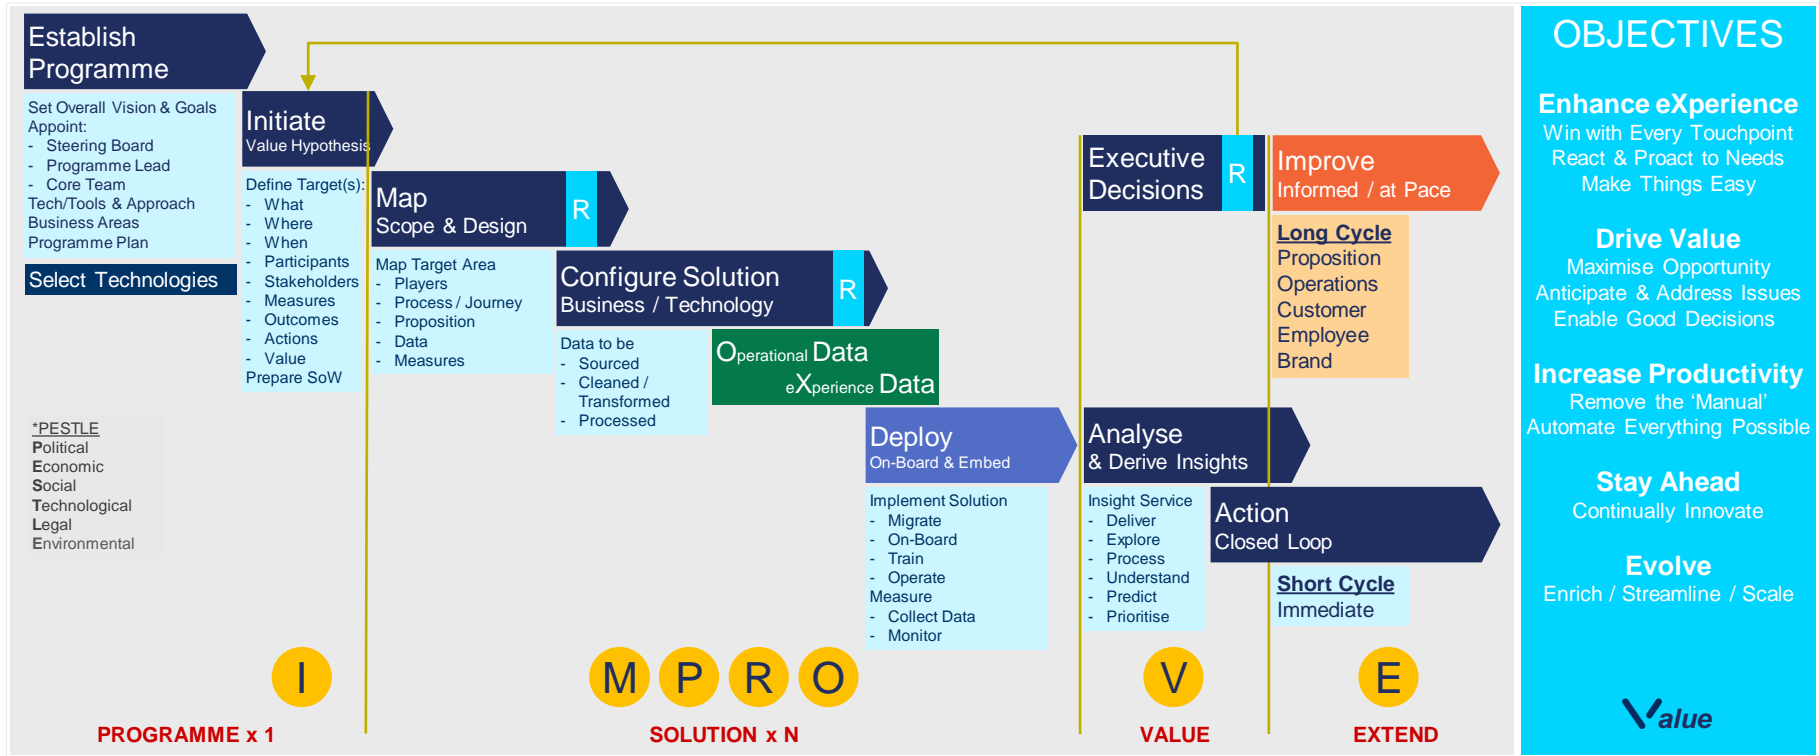 Establish
Programme
Set Overall Vision & Goals
Appoint:
- Steering Board
- Programme Lead
- Core Team
Tech/Tools & Approach
Business Areas
Programme Plan
Select Technologies
*PESTLE
Political
Economic
Social
Technological
Legal
Environmental
Initiate
Value Hypothesis
Define Target(s):
- What
- Where
- When
- Participants
- Stakeholders
- Measures
- Outcomes
- Actions
- Value
Prepare SoW
Map
Scope & Design
R
Map Target Area
- Players
- Process / Journey
- Proposition
- Data
- Measures
Configure Solution
Business / Technology
R
Data to be
- Sourced
- Cleaned /
Transformed
- Processed
Operational Data
eXperience Data
Deploy
On-Board & Embed
Implement Solution
- Migrate
- On-Board
- Train
- Operate
Measure
- Collect Data
- Monitor
Executive
Decisions
R
Analyse
& Derive Insights
Insight Service
- Deliver
- Explore
- Process
- Understand
- Predict
- Prioritise
Improve
Informed / at Pace
Long Cycle
Proposition
Operations
Customer
Employee
Brand
Action
Closed Loop
Short Cycle
Immediate
I
M P R O
V
E
PROGRAMME x 1
SOLUTION x N
VALUE
EXTEND
OBJECTIVES
Enhance eXperience
Win with Every Touchpoint
React & Proact to Needs
Make Things Easy
Drive Value
Maximise Opportunity
Anticipate & Address Issues
Enable Good Decisions
Increase Productivity
Remove the ‘Manual’
Automate Everything Possible
Stay Ahead
Continually Innovate
Evolve
Enrich / Streamline / Scale
Value